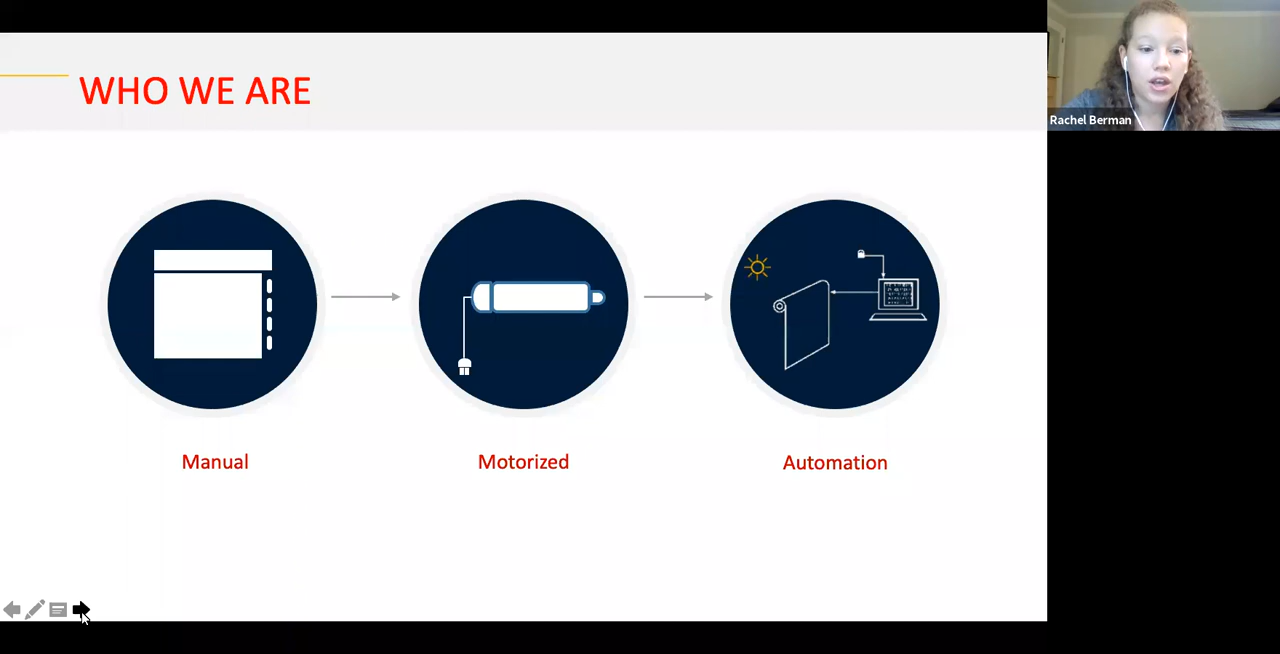 WHO WE ARE
Rachel Berman
Manual
Motorized
Automation